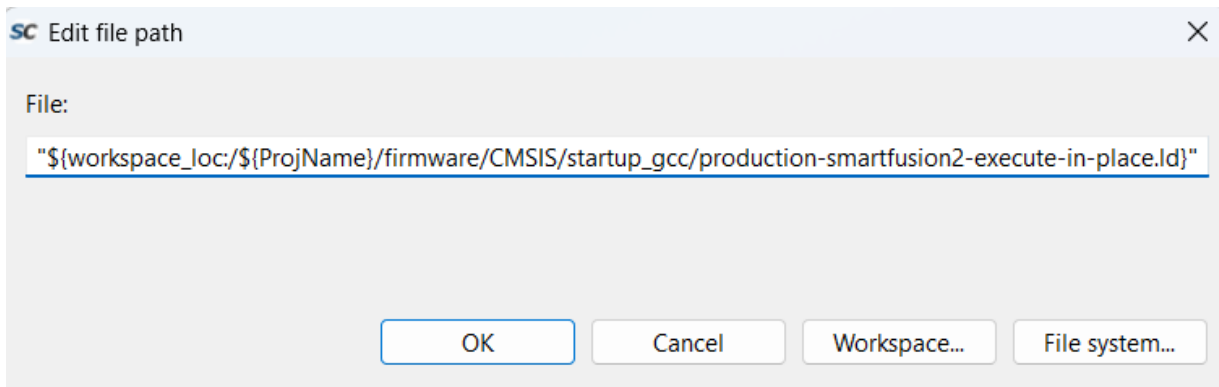 SC Edit file path
File:
"${workspace_loc:/${ProjName}/firmware/CMSIS/startup_gcc/production-smartfusion2-execute-in-place.ld}"
OK Cancel Workspace... File system...